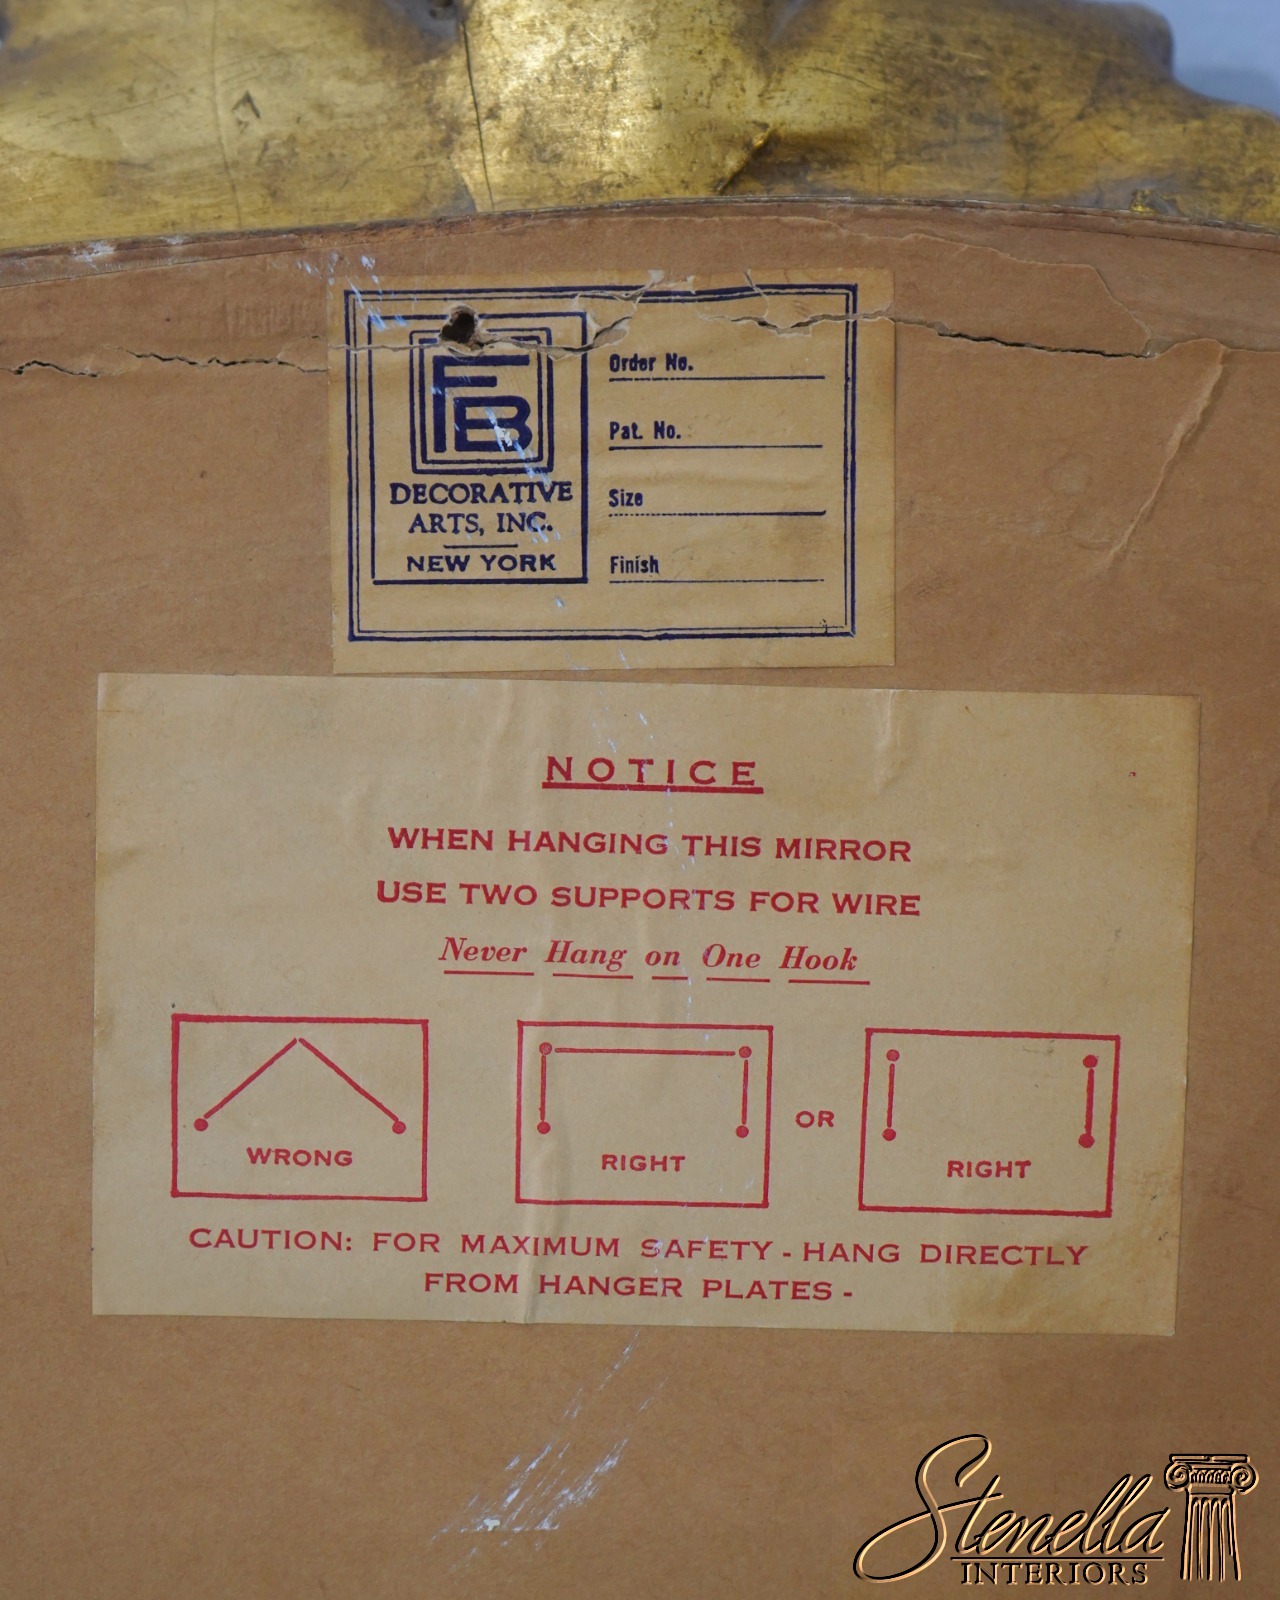 FB
DECORATIVE
ARTS, INC.
NEW YORK
Order No.
Pat. No.
Size
Finish
NOTICE
WHEN HANGING THIS MIRROR
USE TWO SUPPORTS FOR WIRE
Never Hang on One Hook
WRONG
RIGHT
OR
RIGHT
CAUTION: FOR MAXIMUM SAFETY - HANG DIRECTLY
FROM HANGER PLATES -
Stenella
INTERIORS